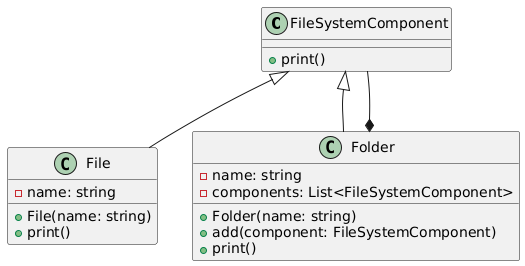 C FileSystemComponent
print()
C File
name: string
File(name: string)
print()
C Folder
name: string
components: List<FileSystemComponent>
Folder(name: string)
add(component: FileSystemComponent)
print()